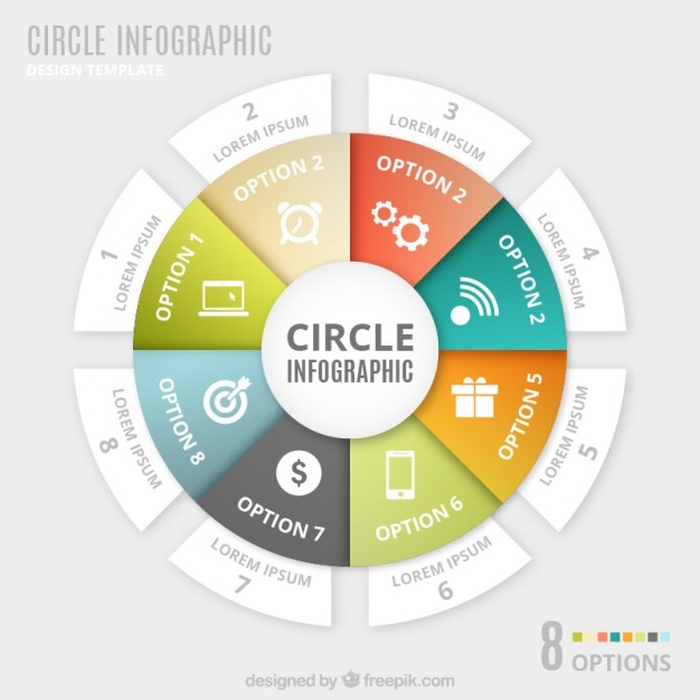 CIRCLE INFOGRAPHIC
DESIGN TEMPLATE
1
LOREM IPSUM
OPTION 1
2
LOREM IPSUM
OPTION 2
3
LOREM IPSUM
OPTION 2
4
LOREM IPSUM
OPTION 2
5
LOREM IPSUM
OPTION 5
6
LOREM IPSUM
OPTION 6
7
LOREM IPSUM
OPTION 7
$
8
LOREM IPSUM
OPTION 8
CIRCLE
INFOGRAPHIC
8 OPTIONS
designed by freepik.com